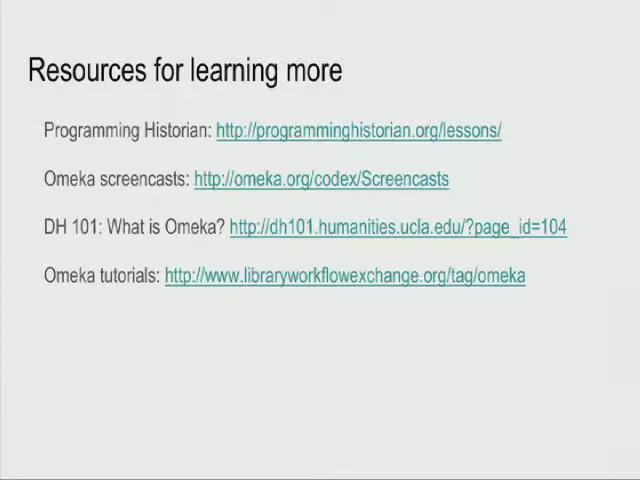 Resources for learning more
Programming Historian: http://programminghistorian.org/lessons/
Omeka screencasts: http://omeka.org/codex/Screencasts
DH 101: What is Omeka? http://dh101.humanities.ucla.edu/?page_id=104
Omeka tutorials: http://www.libraryworkflowexchange.org/tag/omeka